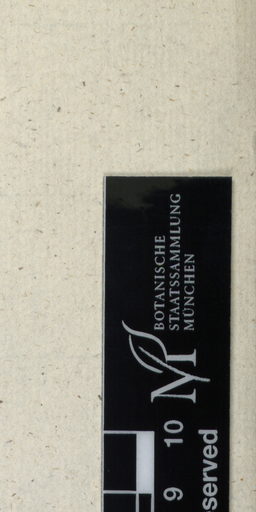 BOTANISCHE
STAATSSAMMLUNG
MÜNCHEN
M
9 10
served